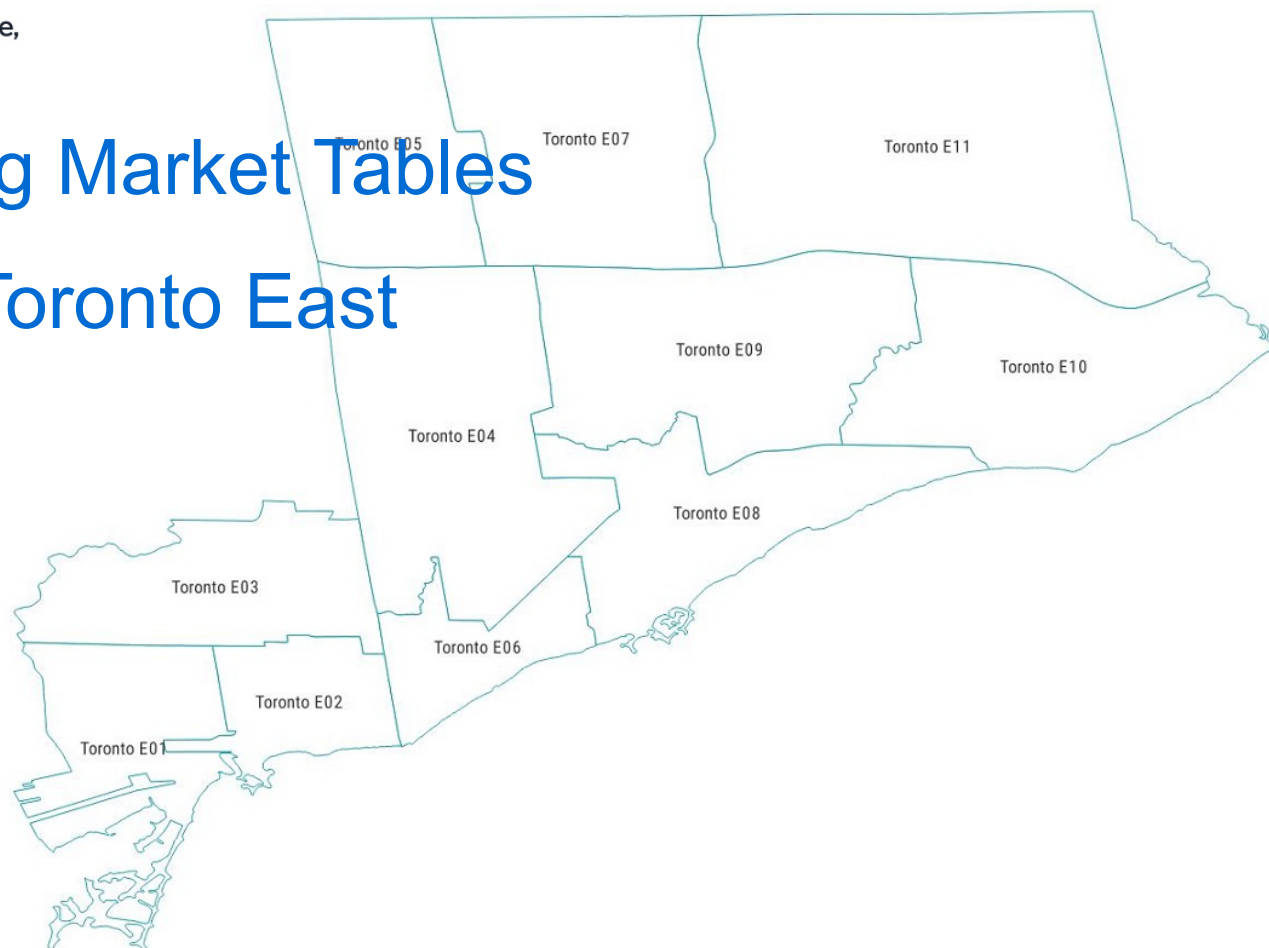 e,
g Market Tables
Toronto East
Toronto E05
Toronto E07
Toronto E11
Toronto E09
Toronto E10
Toronto E04
Toronto E08
Toronto E03
Toronto E06
Toronto E02
Toronto E01